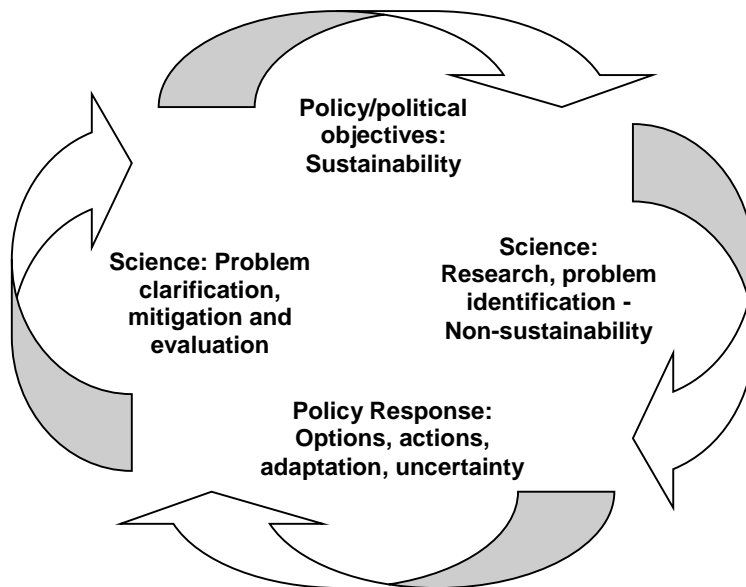 Policy/political
objectives:
Sustainability
Science:
Research, problem
identification -
Non-sustainability
Policy Response:
Options, actions,
adaptation, uncertainty
Science: Problem
clarification,
mitigation and
evaluation